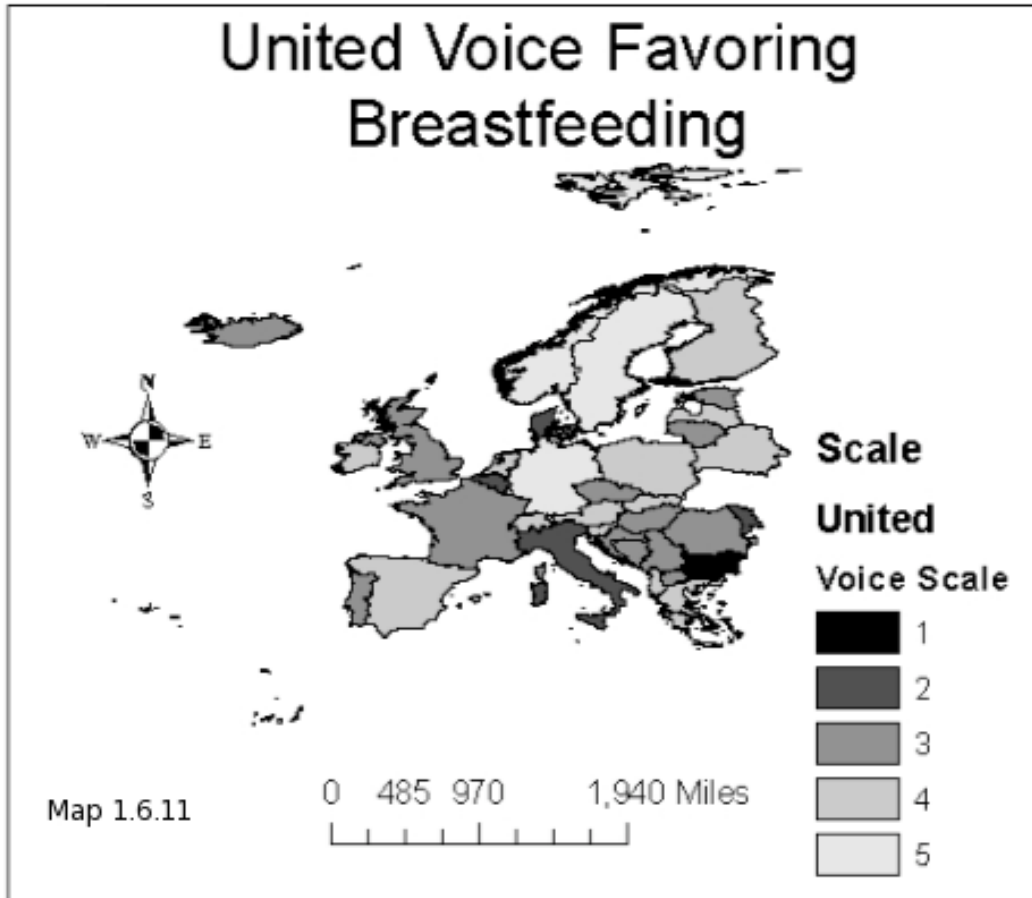 United Voice Favoring
Breastfeeding
N
W E
S
Scale
United
Voice Scale
1
2
3
4
5
Map 1.6.11
0 485 970 1,940 Miles